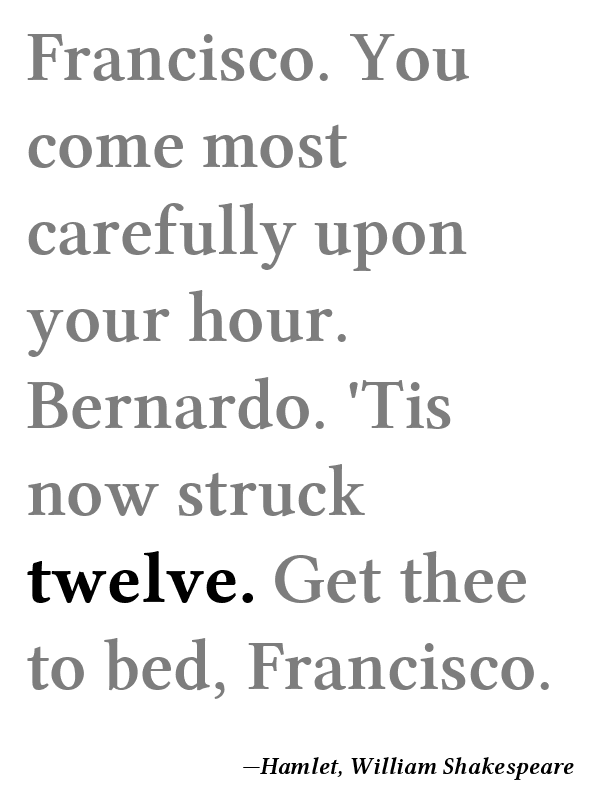 Francisco. You
come most
carefully upon
your hour.
Bernardo. 'Tis
now struck
twelve. Get thee
to bed, Francisco.
—Hamlet, William Shakespeare